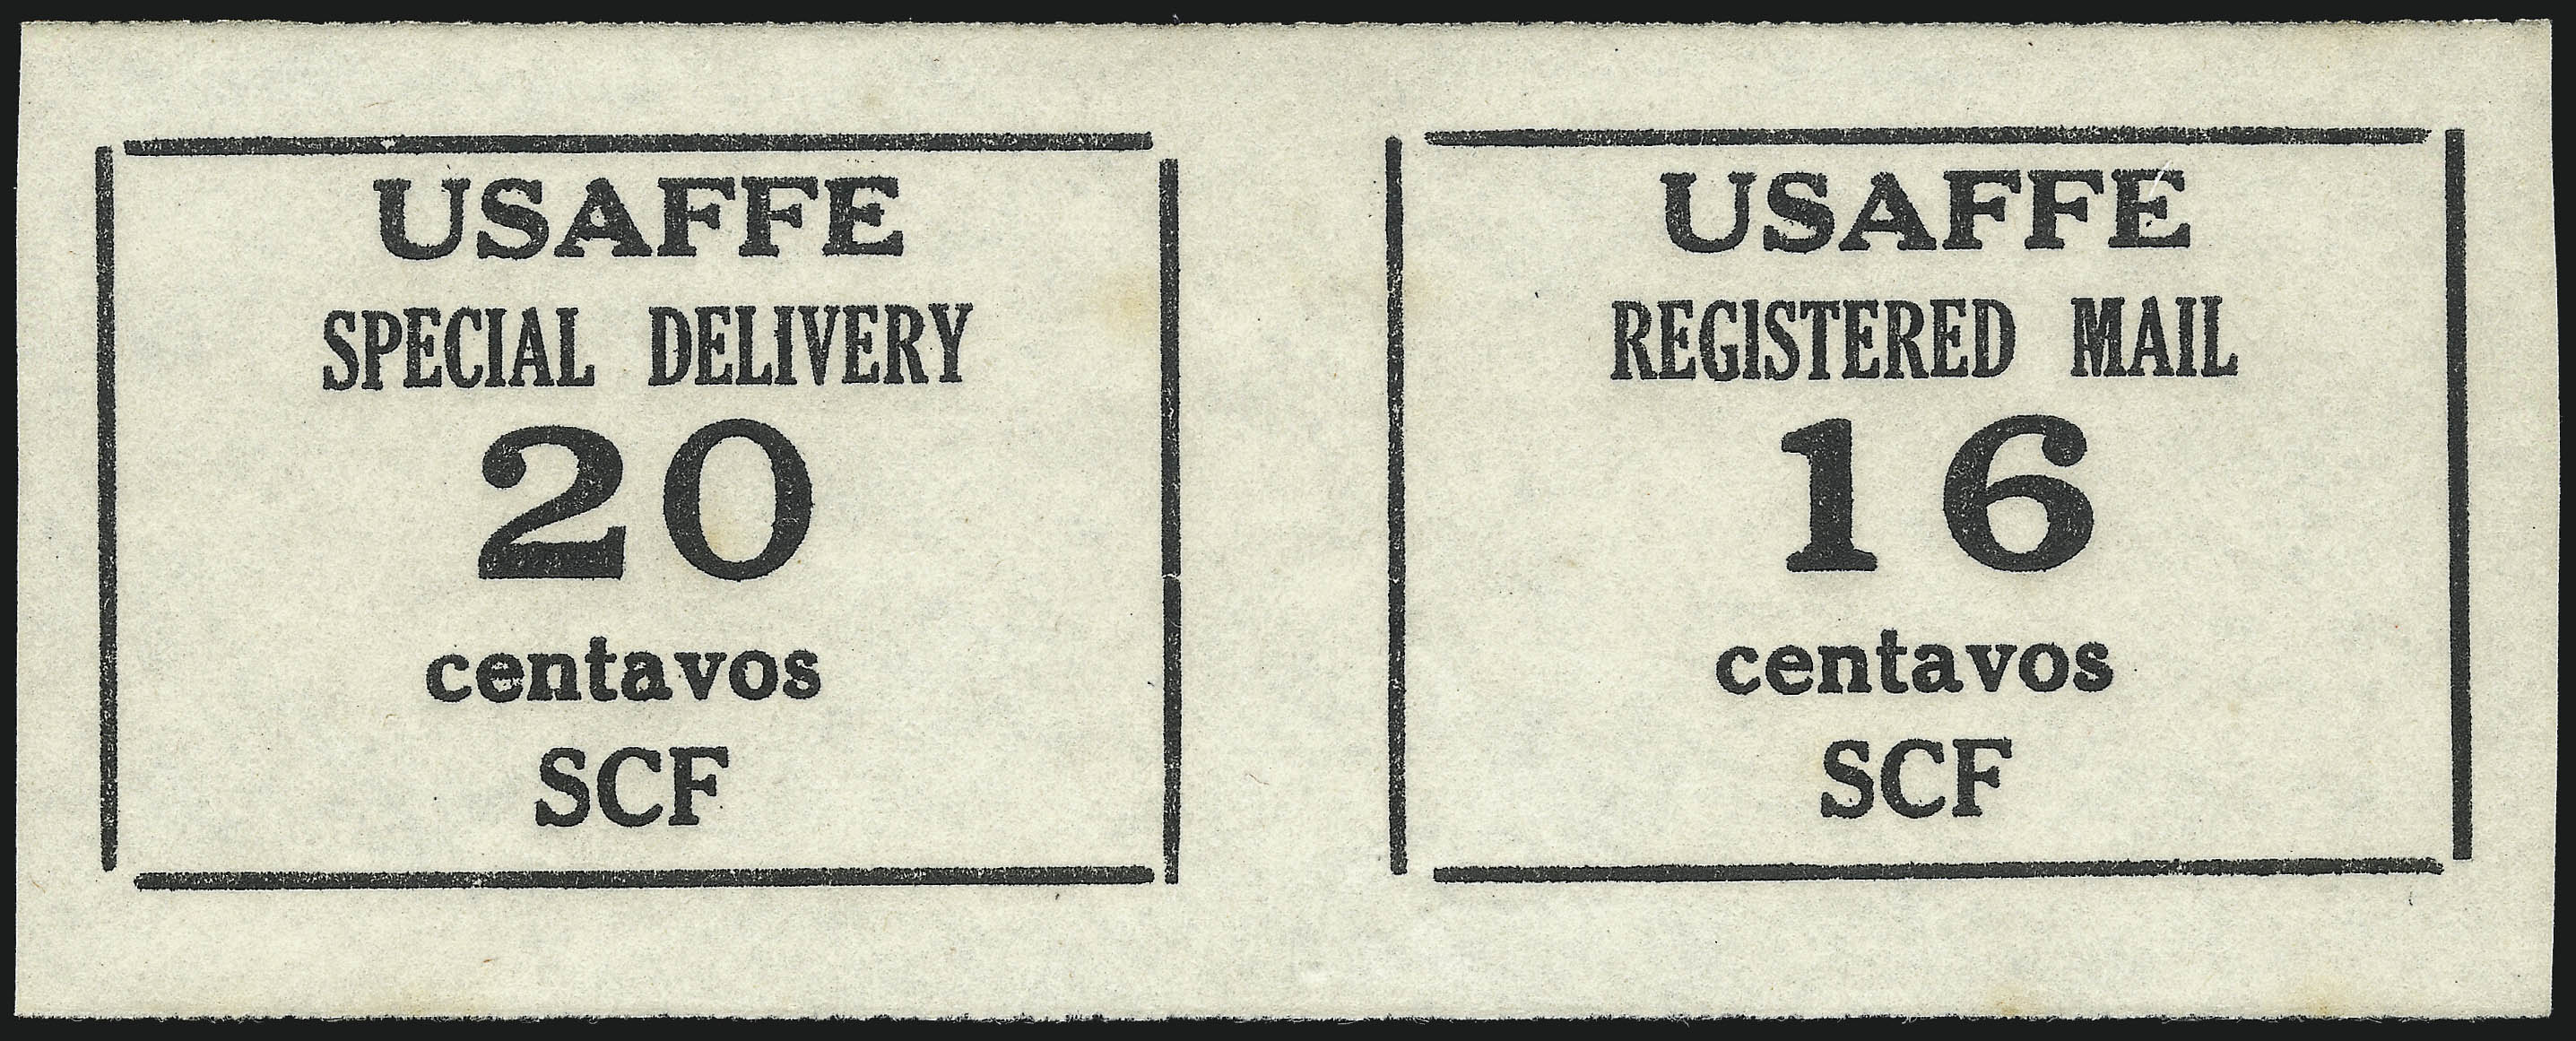 USAFFE
SPECIAL DELIVERY
20
centavos
SCF
USAFFE
REGISTERED MAIL
16
centavos
SCF